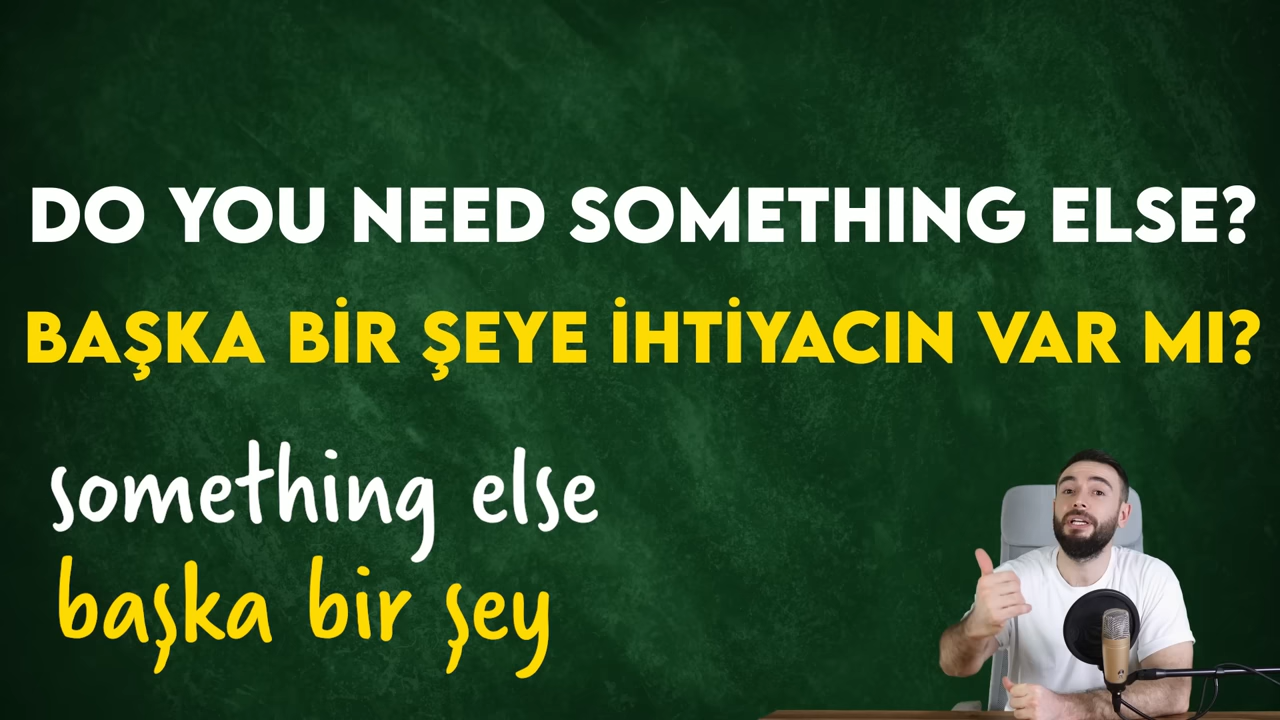 DO YOU NEED SOMETHING ELSE?
BAŞKA BİR ŞEYE İHTİYACIN VAR MI?
something else
başka bir şey